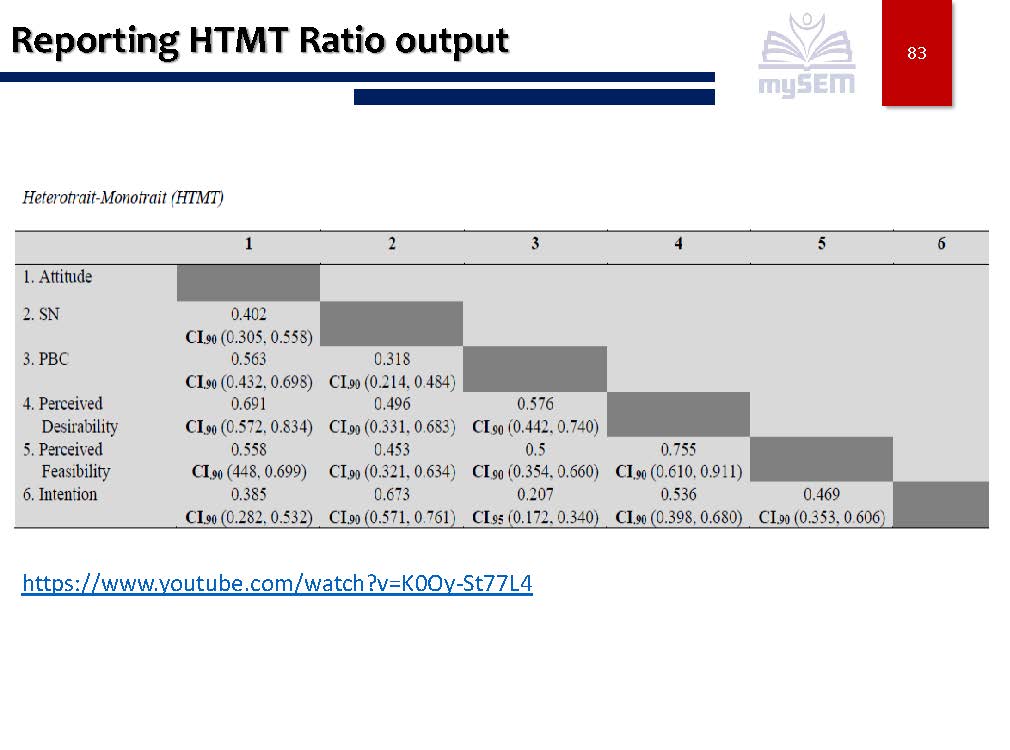 Reporting HTMT Ratio output
mySEM
83
Heterotrait-Monotrait (HTMT)
1 2 3 4 5 6
1. Attitude
2. SN 0.402
CI.90 (0.305, 0.558)
3. PBC 0.563 0.318
CI.90 (0.432, 0.698) CI.90 (0.214, 0.484)
4. Perceived 0.691 0.496 0.576
Desirability CI.90 (0.572, 0.834) CI.90 (0.331, 0.683) CI.90 (0.442, 0.740)
5. Perceived 0.558 0.453 0.5 0.755
Feasibility CI.90 (448, 0.699) CI.90 (0.321, 0.634) CI.90 (0.354, 0.660) CI.90 (0.610, 0.911)
6. Intention 0.385 0.673 0.207 0.536 0.469
CI.90 (0.282, 0.532) CI.90 (0.571, 0.761) CI.95 (0.172, 0.340) CI.90 (0.398, 0.680) CI.90 (0.353, 0.606)
https://www.youtube.com/watch?v=K0Oy-St77L4